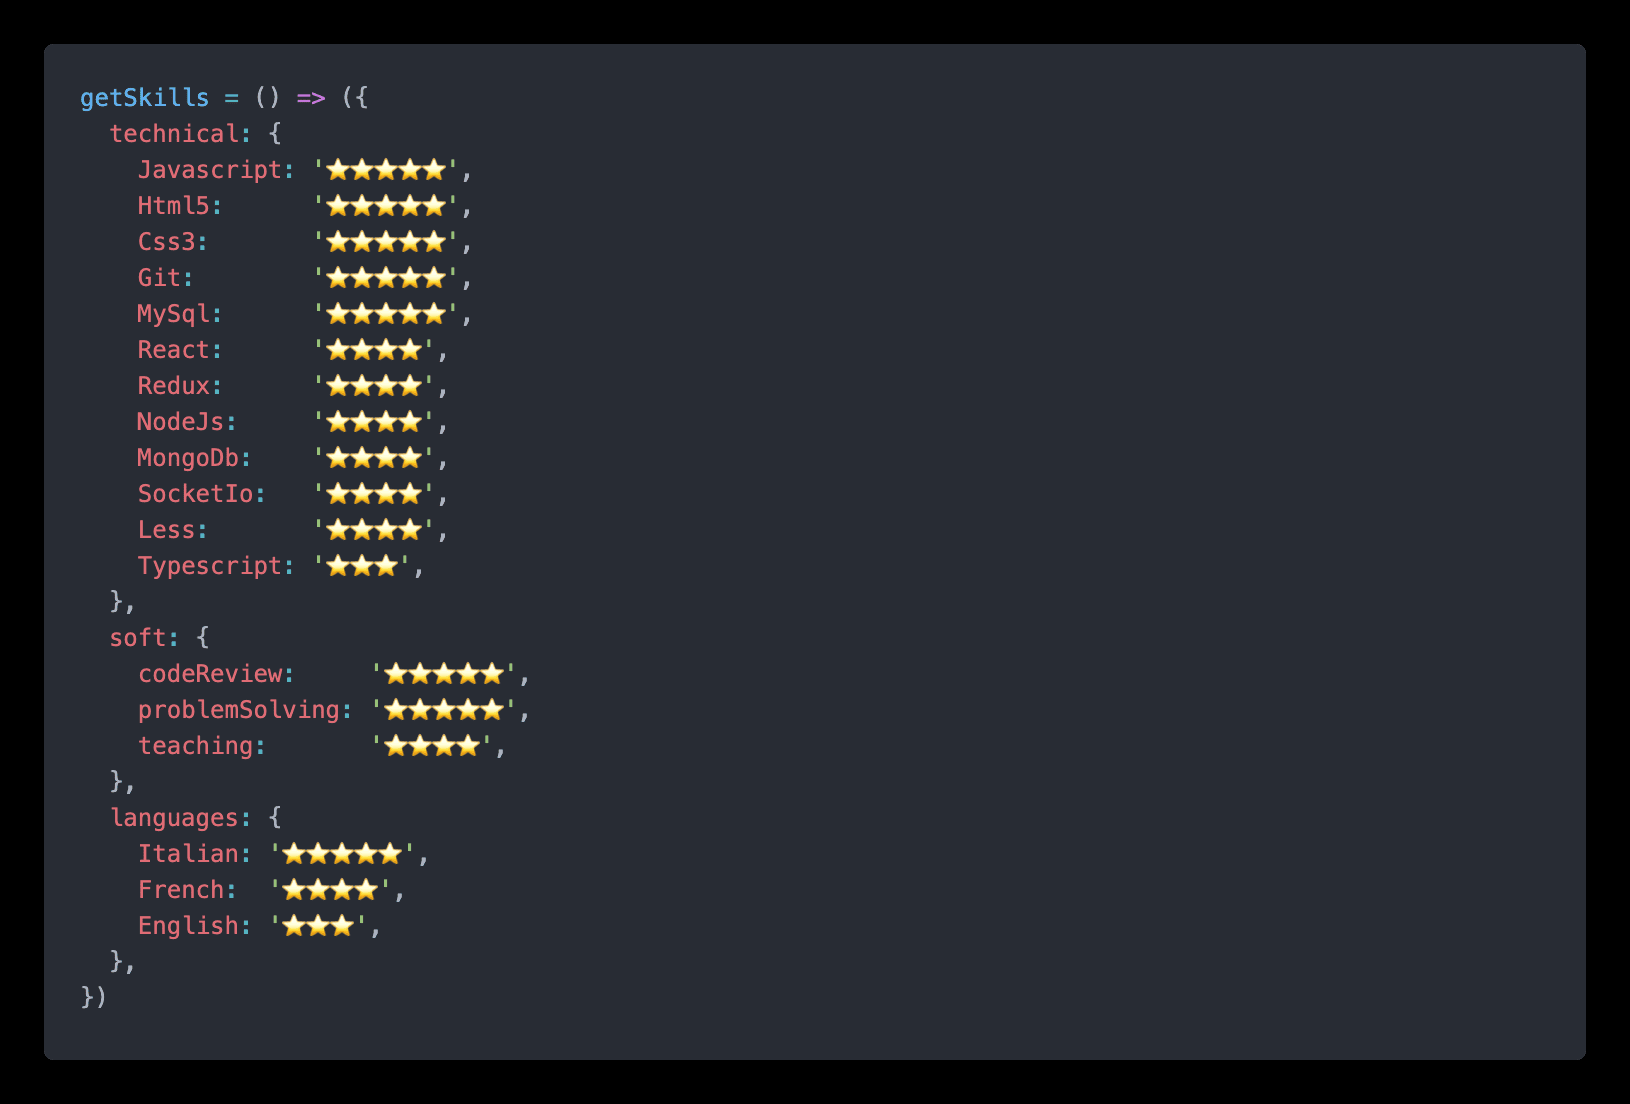 getSkills = () => ({
  technical: {
    Javascript: '⭐⭐⭐⭐⭐',
    Html5:      '⭐⭐⭐⭐⭐',
    Css3:       '⭐⭐⭐⭐⭐',
    Git:        '⭐⭐⭐⭐⭐',
    MySql:      '⭐⭐⭐⭐⭐',
    React:      '⭐⭐⭐⭐',
    Redux:      '⭐⭐⭐⭐',
    NodeJs:     '⭐⭐⭐⭐',
    MongoDb:    '⭐⭐⭐⭐',
    SocketIo:   '⭐⭐⭐⭐',
    Less:       '⭐⭐⭐⭐',
    Typescript: '⭐⭐⭐',
  },
  soft: {
    codeReview:     '⭐⭐⭐⭐⭐',
    problemSolving: '⭐⭐⭐⭐⭐',
    teaching:       '⭐⭐⭐⭐',
  },
  languages: {
    Italian: '⭐⭐⭐⭐⭐',
    French:  '⭐⭐⭐⭐',
    English: '⭐⭐⭐',
  },
})